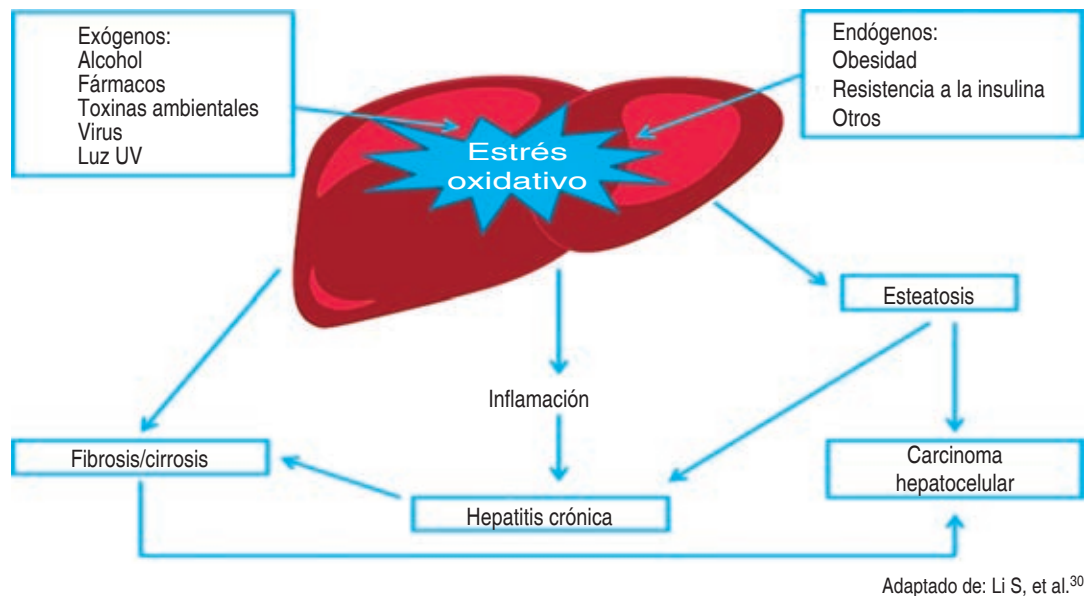 Exógenos:
Alcohol
Fármacos
Toxinas ambientales
Virus
Luz UV
Endógenos:
Obesidad
Resistencia a la insulina
Otros
Estrés
oxidativo
Esteatosis
Inflamación
Fibrosis/cirrosis
Carcinoma
hepatocelular
Hepatitis crónica
Adaptado de: Li S, et al.30